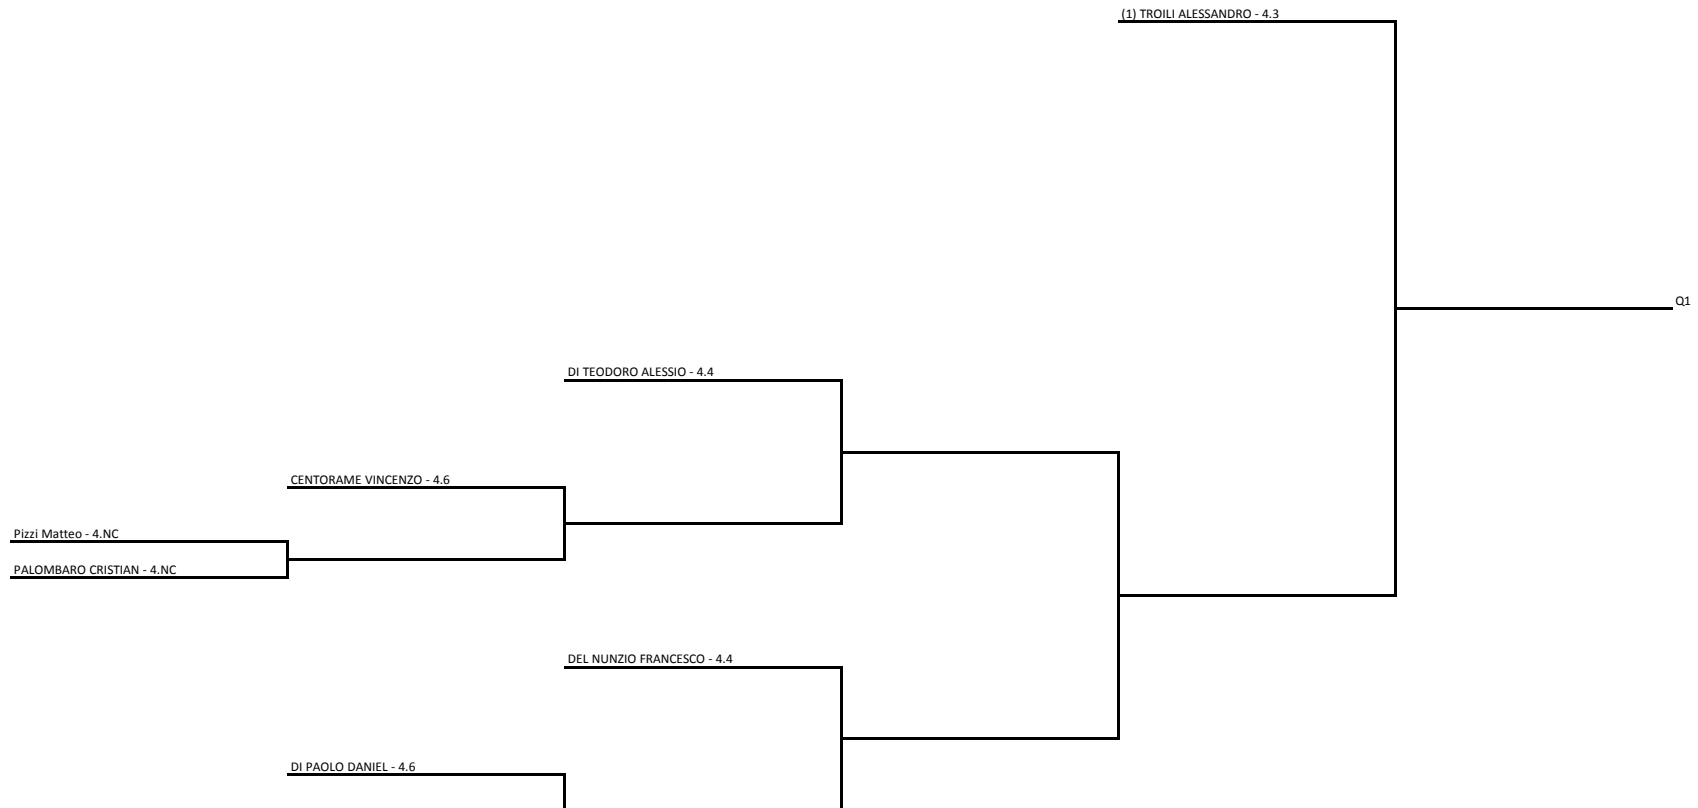 (1) TROILI ALESSANDRO - 4.3
Q1
DI TEODORO ALESSIO - 4.4
CENTORAME VINCENZO - 4.6
Pizzi Matteo - 4.NC
PALOMBARO CRISTIAN - 4.NC
DEL NUNZIO FRANCESCO - 4.4
DI PAOLO DANIEL - 4.6